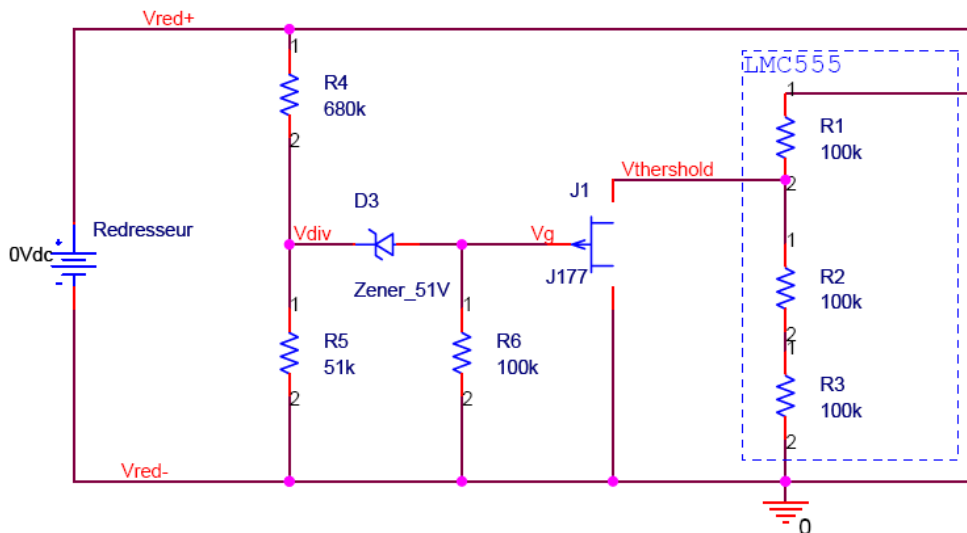 Vred+
1
R4
680k
2
LMC555
1
R1
100k
2
Vthershold
J1
D3
Vdiv
Vg
J177
Zener_51V
Redresseur
0Vdc
+
-
1
R5
51k
2
1
R6
100k
2
1
R2
100k
2
1
R3
100k
2
Vred-
0